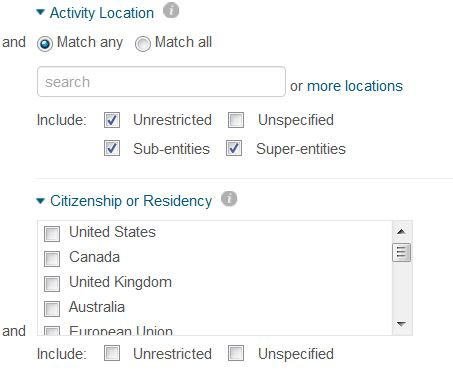 Activity Location i
and Match any Match all
search or more locations
Include: Unrestricted Unspecified
Sub-entities Super-entities
Citizenship or Residency i
United States
Canada
United Kingdom
Australia
European Union
and
Include: Unrestricted Unspecified